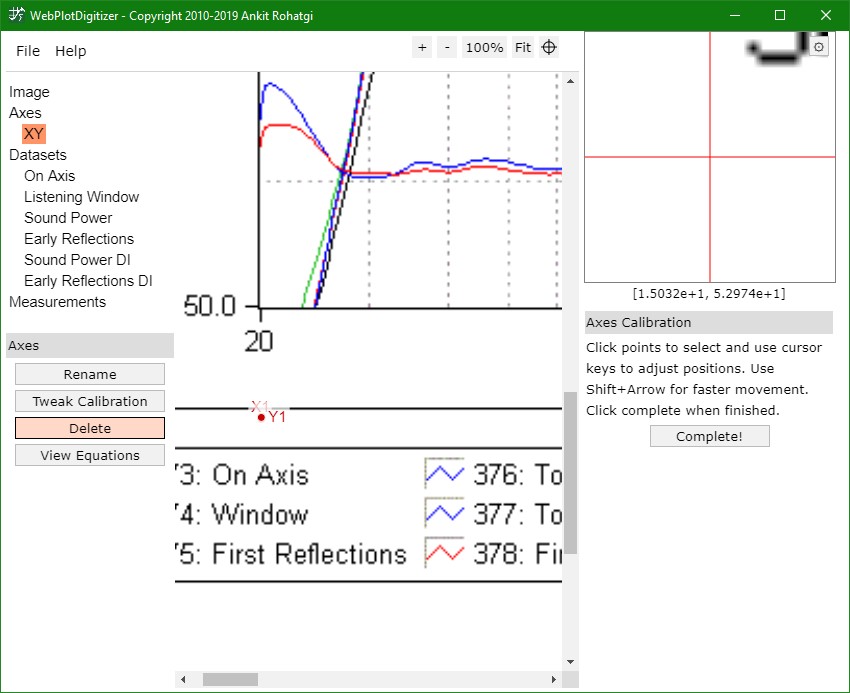 WebPlotDigitizer - Copyright 2010-2019 Ankit Rohatgi
File Help
+ - 100% Fit
Image
Axes
XY
Datasets
On Axis
Listening Window
Sound Power
Early Reflections
Sound Power DI
Early Reflections DI
Measurements
Axes
Rename
Tweak Calibration
Delete
View Equations
50.0
20
X1
Y1
73: On Axis
376: To
74: Window
377: To
75: First Reflections
378: Fir
[1.5032e+1, 5.2974e+1]
Axes Calibration
Click points to select and use cursor
keys to adjust positions. Use
Shift+Arrow for faster movement.
Click complete when finished.
Complete!